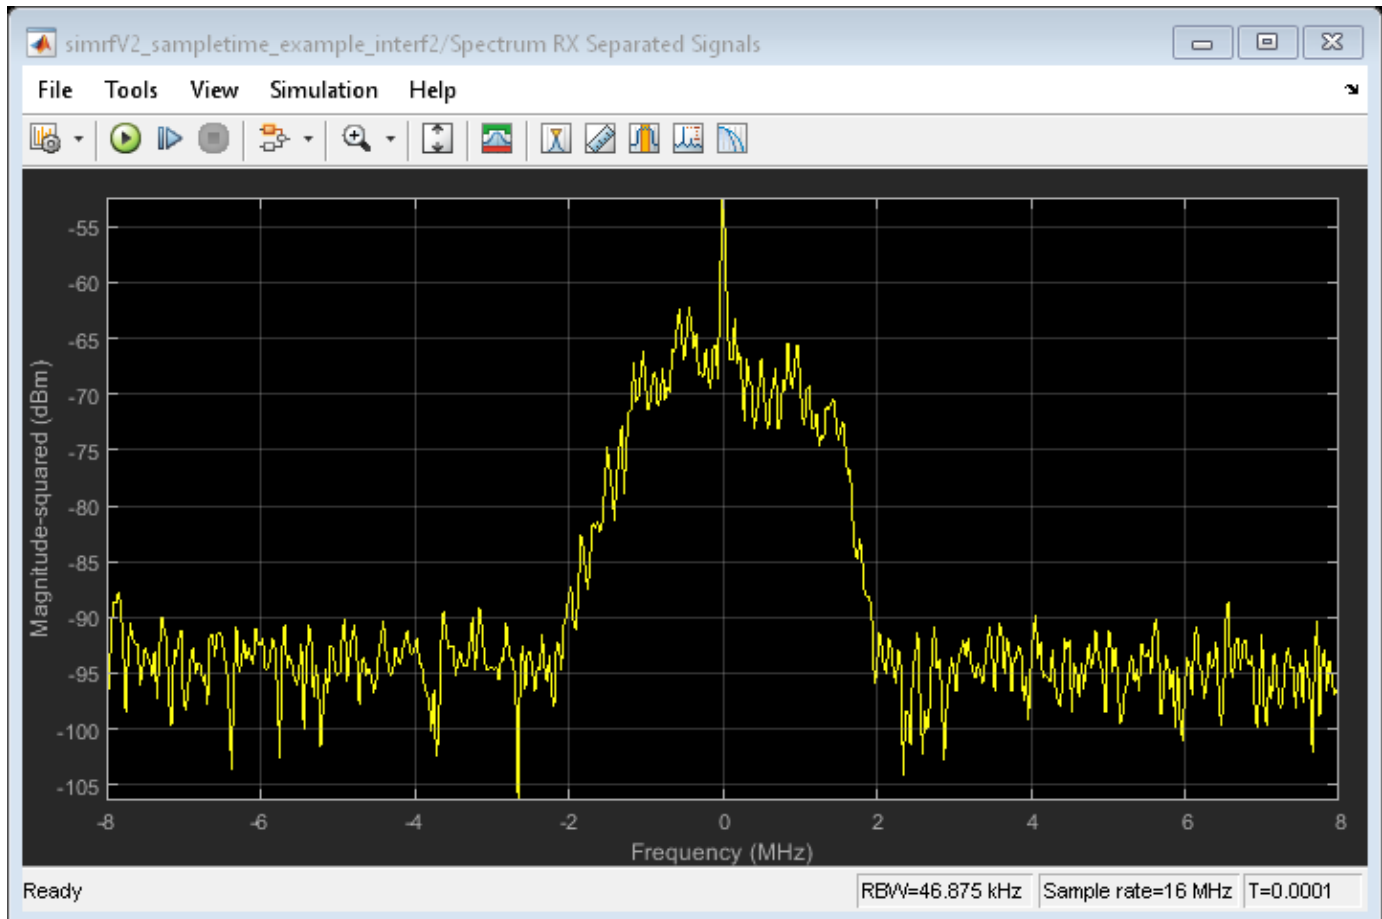 simrfV2_sampletime_example_interf2/Spectrum RX Separated Signals
File Tools View Simulation Help
-55
-60
-65
-70
-75
-80
-85
-90
-95
-100
-105
Magnitude-squared (dBm)
-8 -6 -4 -2 0 2 4 6 8
Frequency (MHz)
Ready RBW=46.875 kHz Sample rate=16 MHz T=0.0001